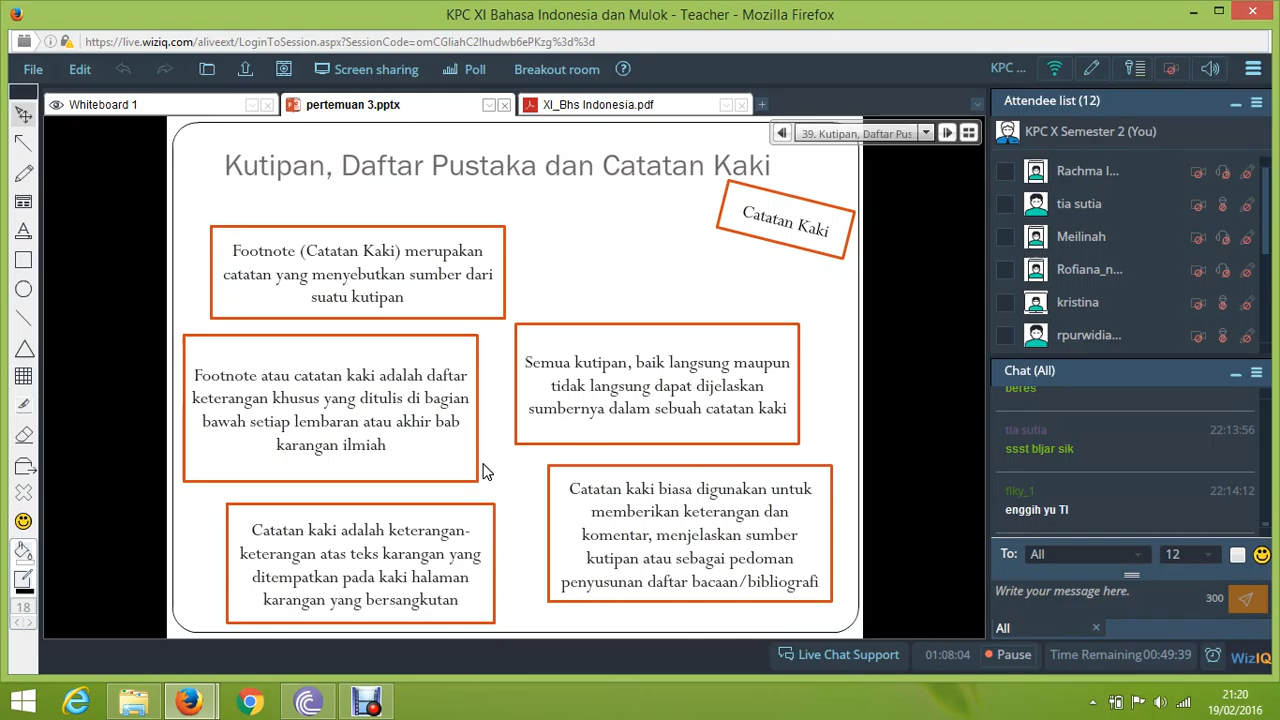 KPC XI Bahasa Indonesia dan Mulok - Teacher - Mozilla Firefox
https://live.wiziq.com/aliveext/LoginToSession.aspx?SessionCode=omCGliahC2lhudwb6ePKzg%3d%3d
File Edit Screen sharing Poll Breakout room ? KPC ...
Whiteboard 1
pertemuan 3.pptx
XI_Bhs Indonesia.pdf
39. Kutipan, Daftar Pus
Kutipan, Daftar Pustaka dan Catatan Kaki
Catatan Kaki
Footnote (Catatan Kaki) merupakan
catatan yang menyebutkan sumber dari
suatu kutipan
Footnote atau catatan kaki adalah daftar
keterangan khusus yang ditulis di bagian
bawah setiap lembaran atau akhir bab
karangan ilmiah
Semua kutipan, baik langsung maupun
tidak langsung dapat dijelaskan
sumbernya dalam sebuah catatan kaki
Catatan kaki adalah keterangan-
keterangan atas teks karangan yang
ditempatkan pada kaki halaman
karangan yang bersangkutan
Catatan kaki biasa digunakan untuk
memberikan keterangan dan
komentar, menjelaskan sumber
kutipan atau sebagai pedoman
penyusunan daftar bacaan/bibliografi
18
Attendee list (12)
KPC X Semester 2 (You)
Rachma I...
tia sutia
Meilinah
Rofiana_n...
kristina
rpurwidia...
Chat (All)
beres
tia sutia 22:13:56
ssst bljar sik
fiky_1 22:14:12
enggih yu TI
To: All 12
Write your message here. 300
All
Live Chat Support 01:08:04 Pause Time Remaining 00:49:39 WizIQ
21:20
19/02/2016